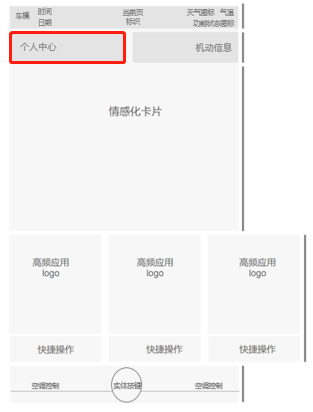 车模 时间 当前页 天气图标 气温
日期 标识 功能状态图标
个人中心 机动信息
情感化卡片
高频应用 高频应用 高频应用
logo logo logo
快捷操作 快捷操作 快捷操作
空调控制 实体按键 空调控制